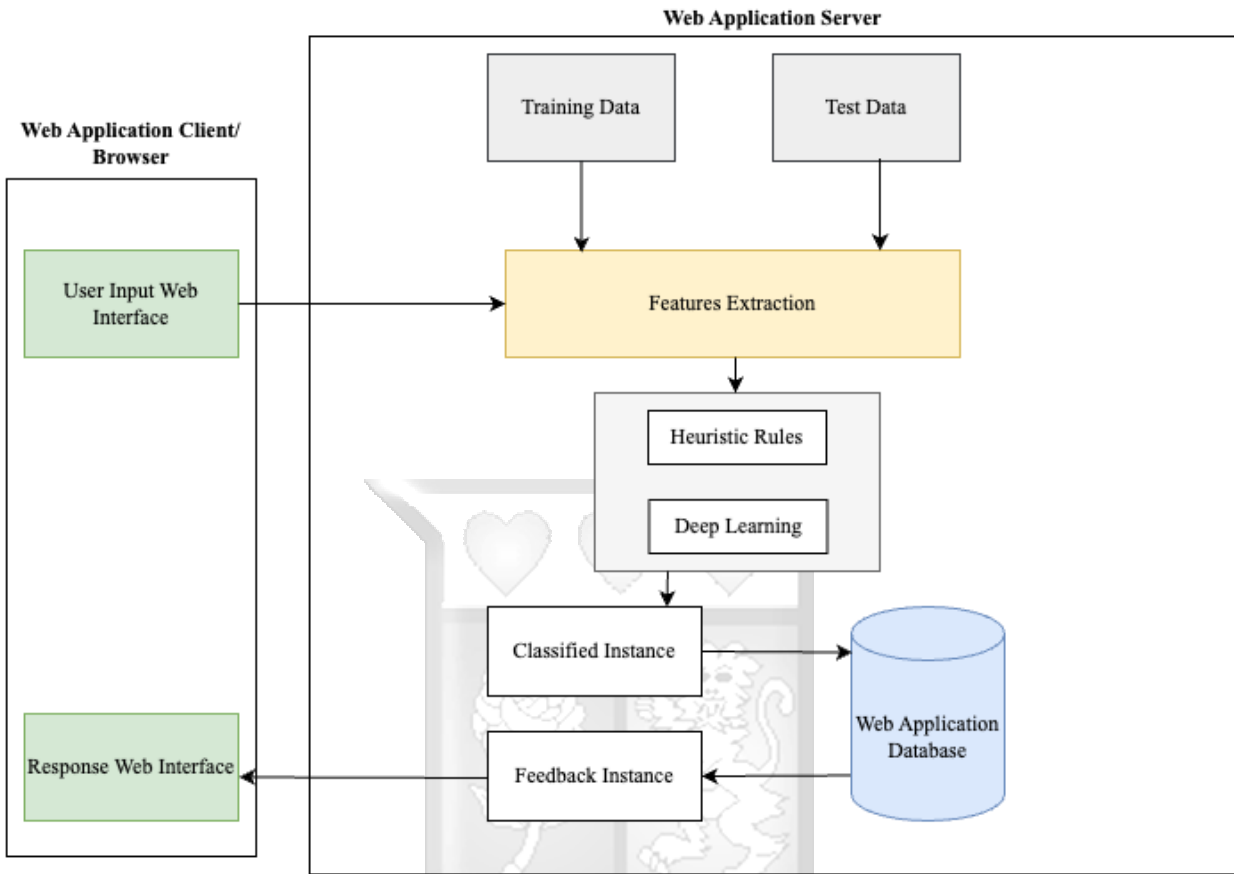 Web Application Server
Training Data
Test Data
Web Application Client/
Browser
User Input Web
Interface
Features Extraction
Heuristic Rules
Deep Learning
Classified Instance
Web Application
Database
Response Web Interface
Feedback Instance